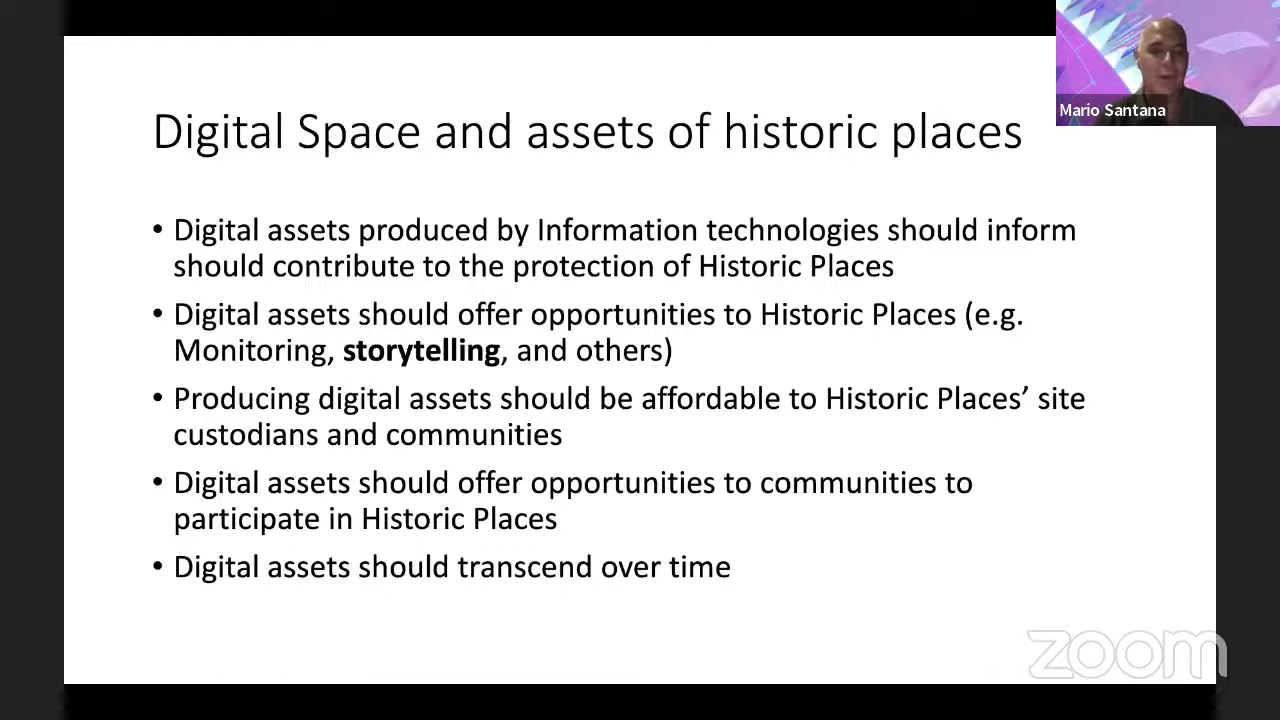 Mario Santana
Digital Space and assets of historic places
• Digital assets produced by Information technologies should inform
should contribute to the protection of Historic Places
• Digital assets should offer opportunities to Historic Places (e.g.
Monitoring, storytelling, and others)
• Producing digital assets should be affordable to Historic Places’ site
custodians and communities
• Digital assets should offer opportunities to communities to
participate in Historic Places
• Digital assets should transcend over time
zoom